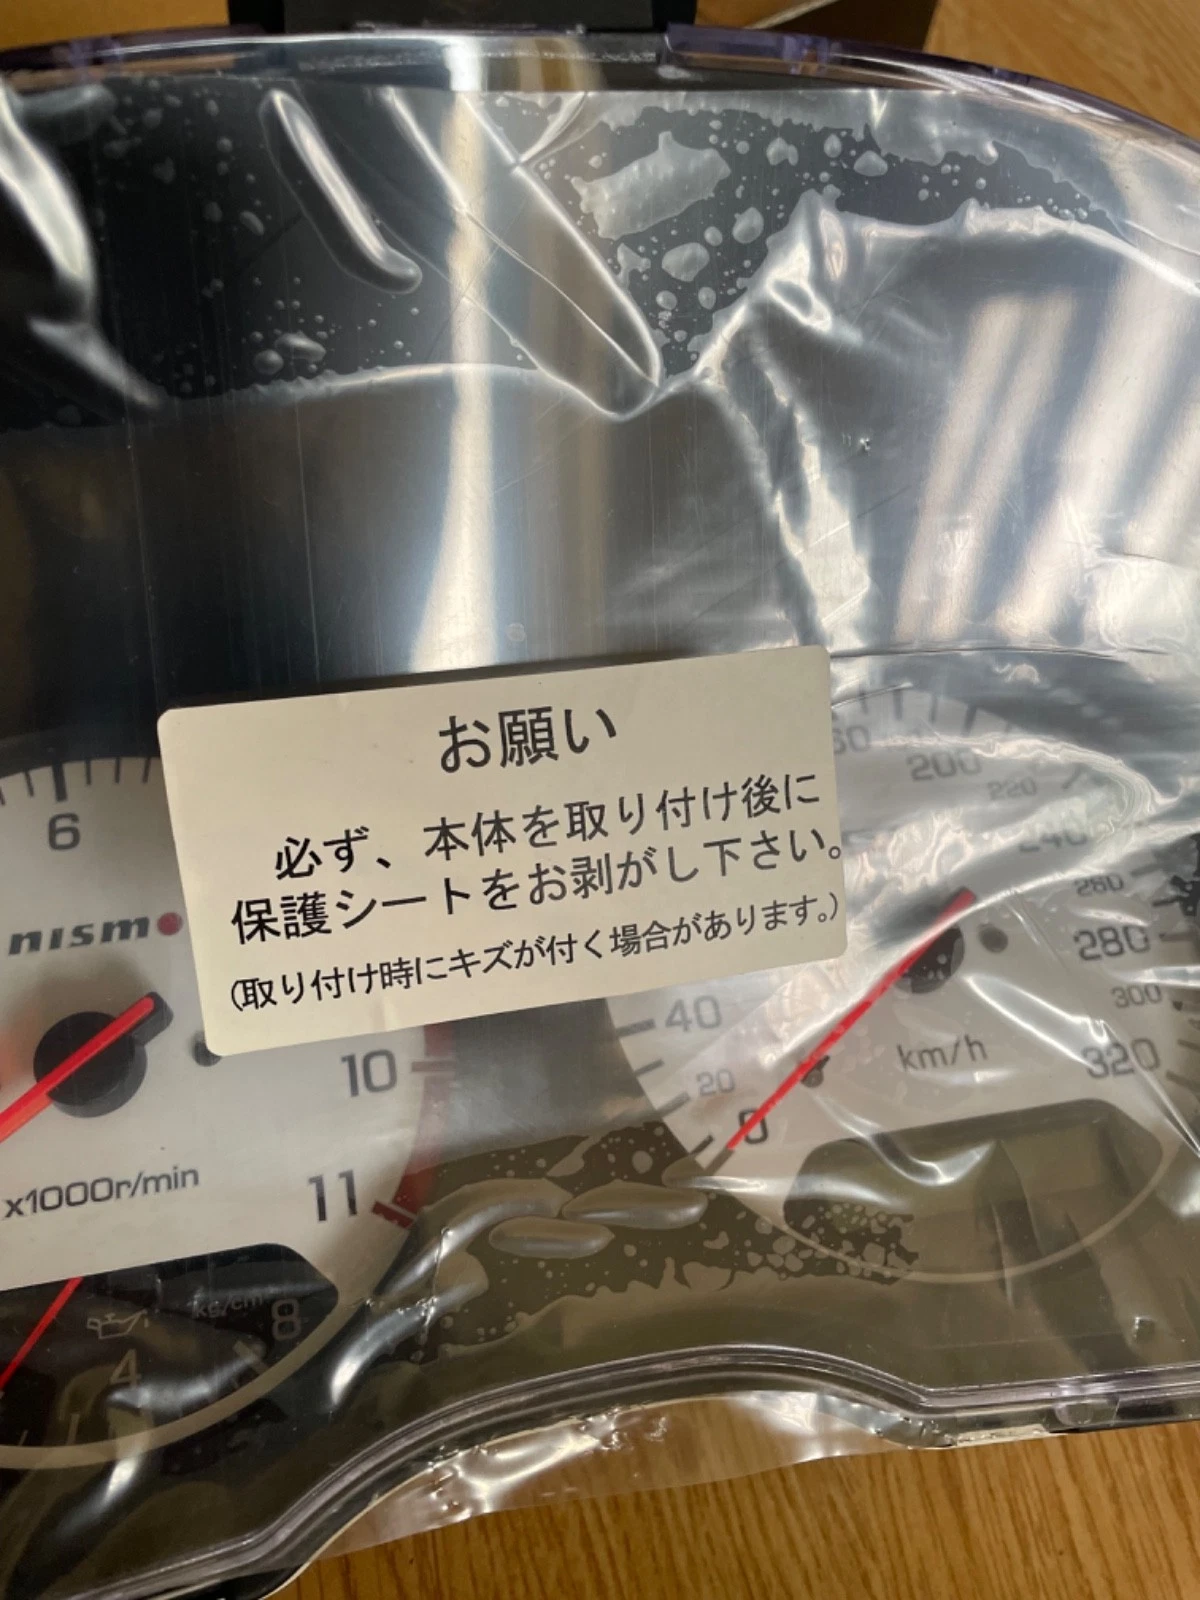 お願い
必ず、本体を取り付け後に
保護シートをお剥がし下さい。
(取り付け時にキズが付く場合があります。)
6
nismo
10
11
x1000r/min
kg/cm²
8
4
200
220
240
260
280
300
320
40
20
0
km/h